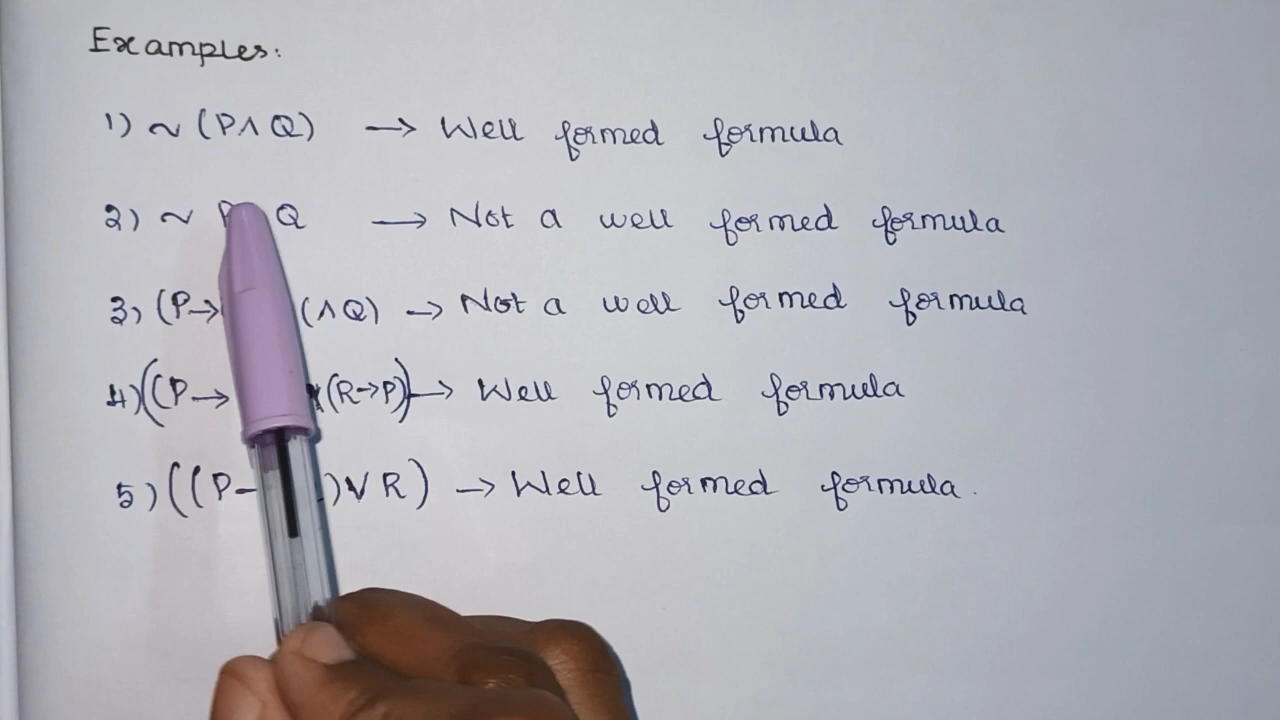 Examples:
1) ~ (P∧Q) → Well formed formula
2) ~ P Q → Not a well formed formula
3) (P→ (∧Q) → Not a well formed formula
4) ((P→ (R→P)) → Well formed formula
5) ((P- )∨R) → Well formed formula.